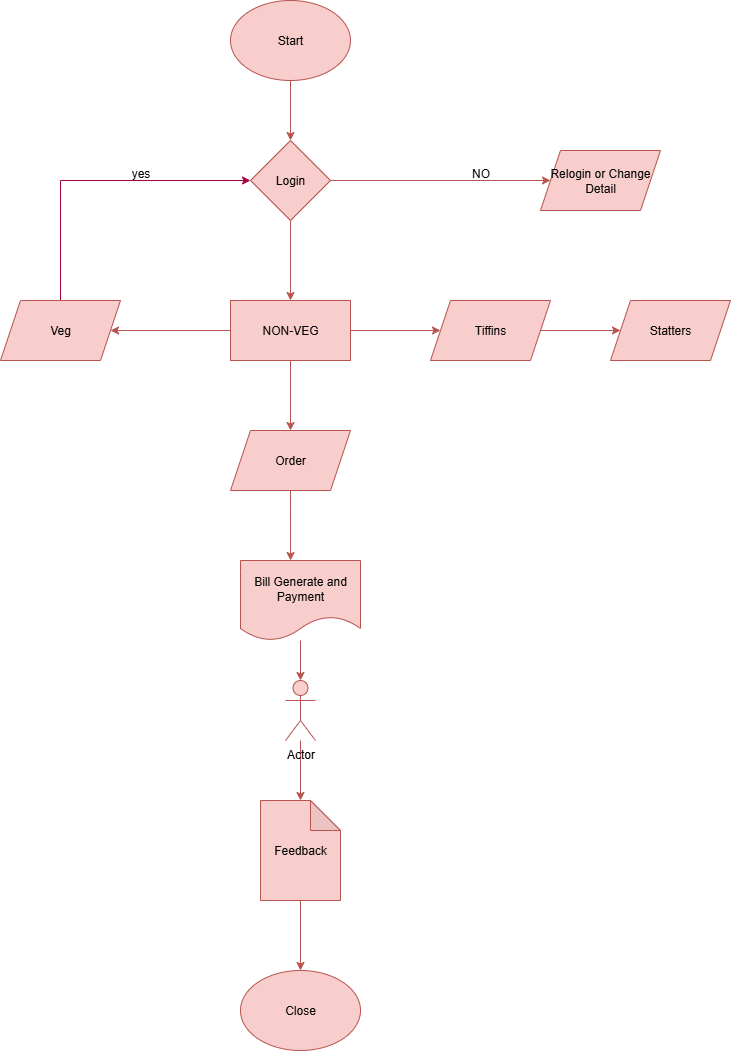 Start
yes
Login
NO
Relogin or Change
Detail
Veg
NON-VEG
Tiffins
Statters
Order
Bill Generate and
Payment
Actor
Feedback
Close